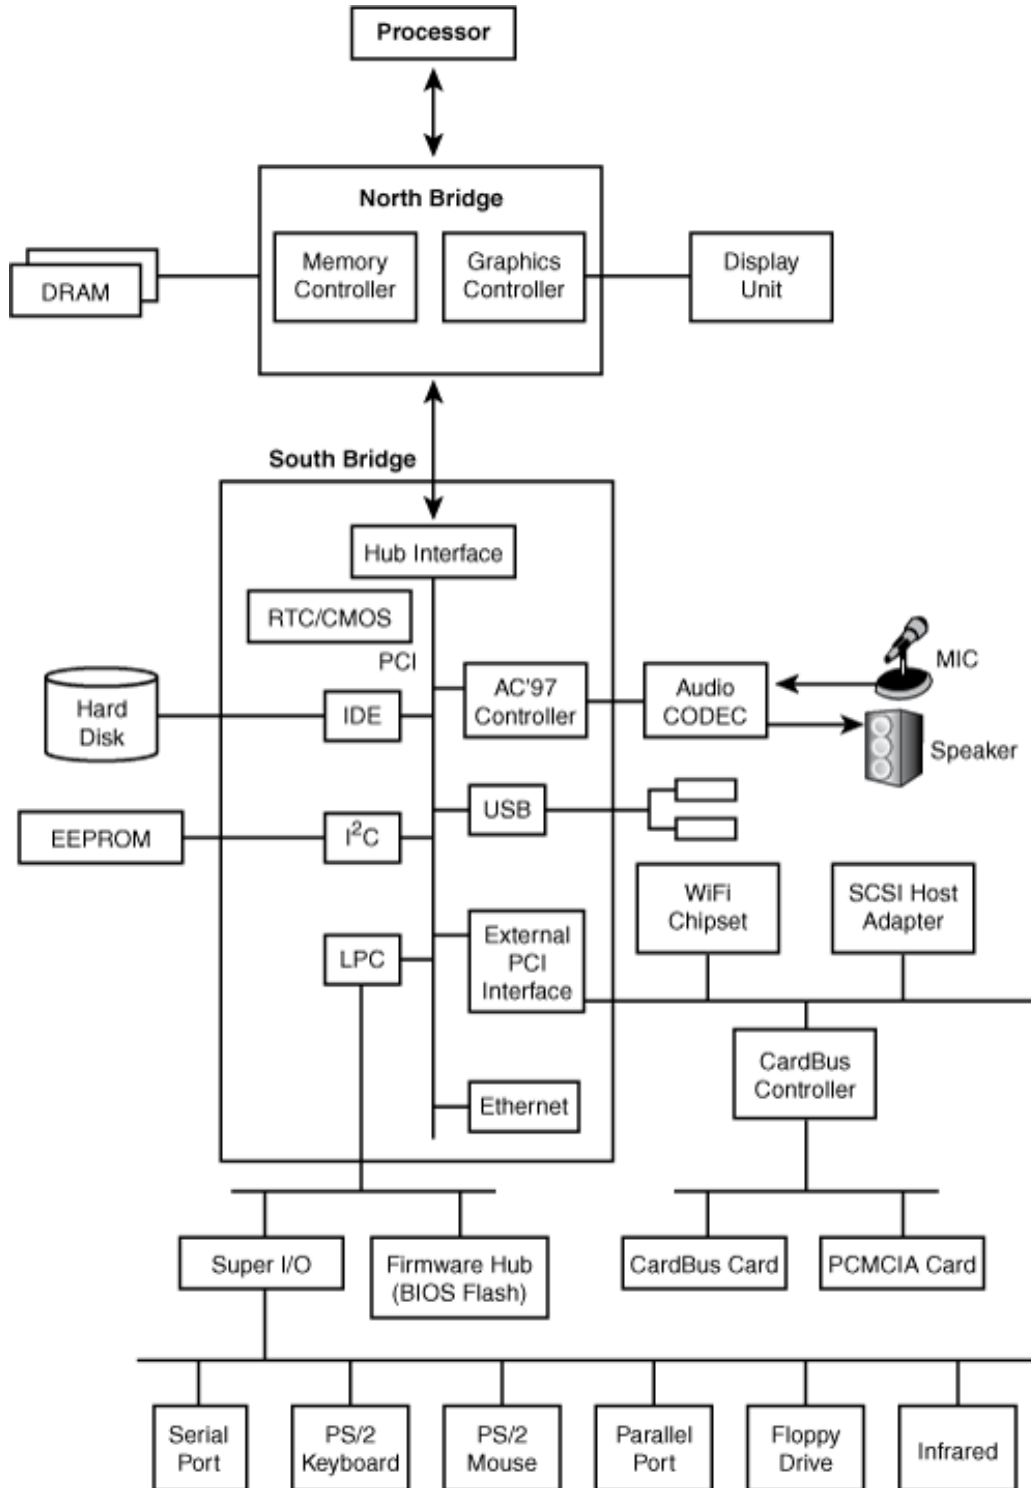 Processor
North Bridge
Memory
Controller
Graphics
Controller
Display
Unit
DRAM
South Bridge
Hub Interface
RTC/CMOS
PCI
Hard
Disk
IDE
AC'97
Controller
Audio
CODEC
MIC
Speaker
EEPROM
I²C
USB
WiFi
Chipset
SCSI Host
Adapter
LPC
External
PCI
Interface
CardBus
Controller
Ethernet
Super I/O
Firmware Hub
(BIOS Flash)
CardBus Card
PCMCIA Card
Serial
Port
PS/2
Keyboard
PS/2
Mouse
Parallel
Port
Floppy
Drive
Infrared